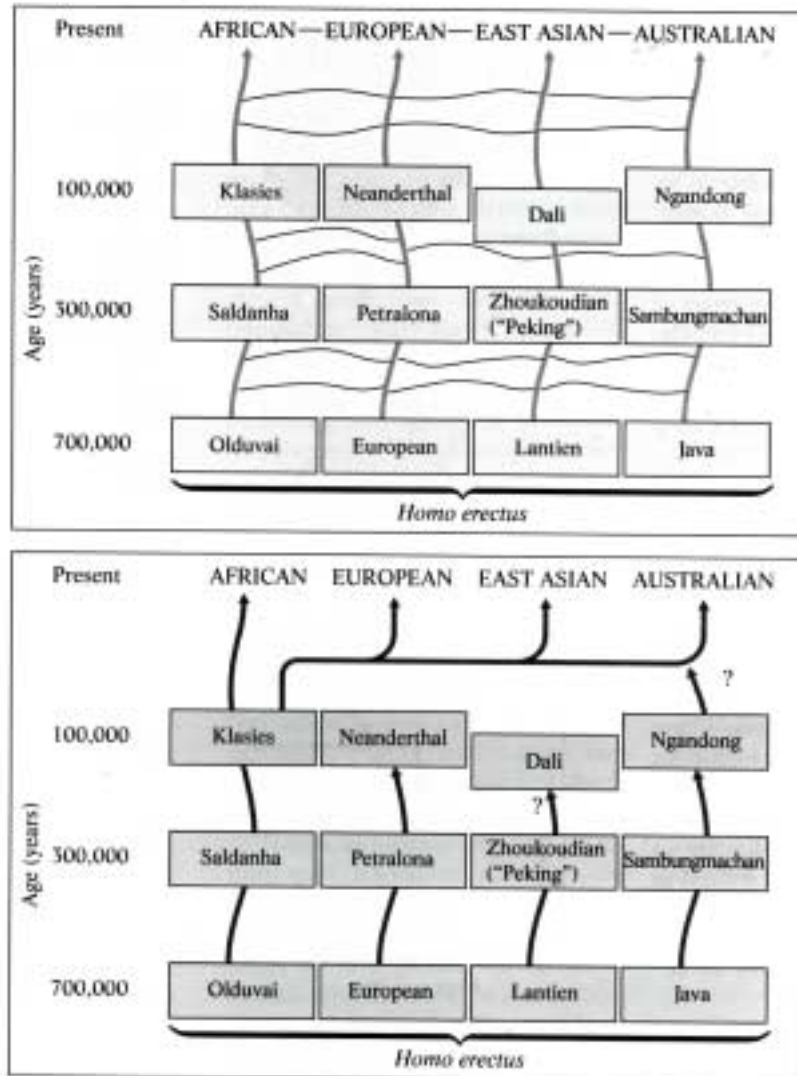 Present AFRICAN—EUROPEAN—EAST ASIAN—AUSTRALIAN
100,000 Klasies Neanderthal Dali Ngandong
Age (years)
300,000 Saldanha Petralona Zhoukoudian Sambungmachan
("Peking")
700,000 Olduvai European Lantien Java
Homo erectus
Present AFRICAN EUROPEAN EAST ASIAN AUSTRALIAN
?
100,000 Klasies Neanderthal Dali Ngandong
?
Age (years)
300,000 Saldanha Petralona Zhoukoudian Sambungmachan
("Peking")
700,000 Olduvai European Lantien Java
Homo erectus